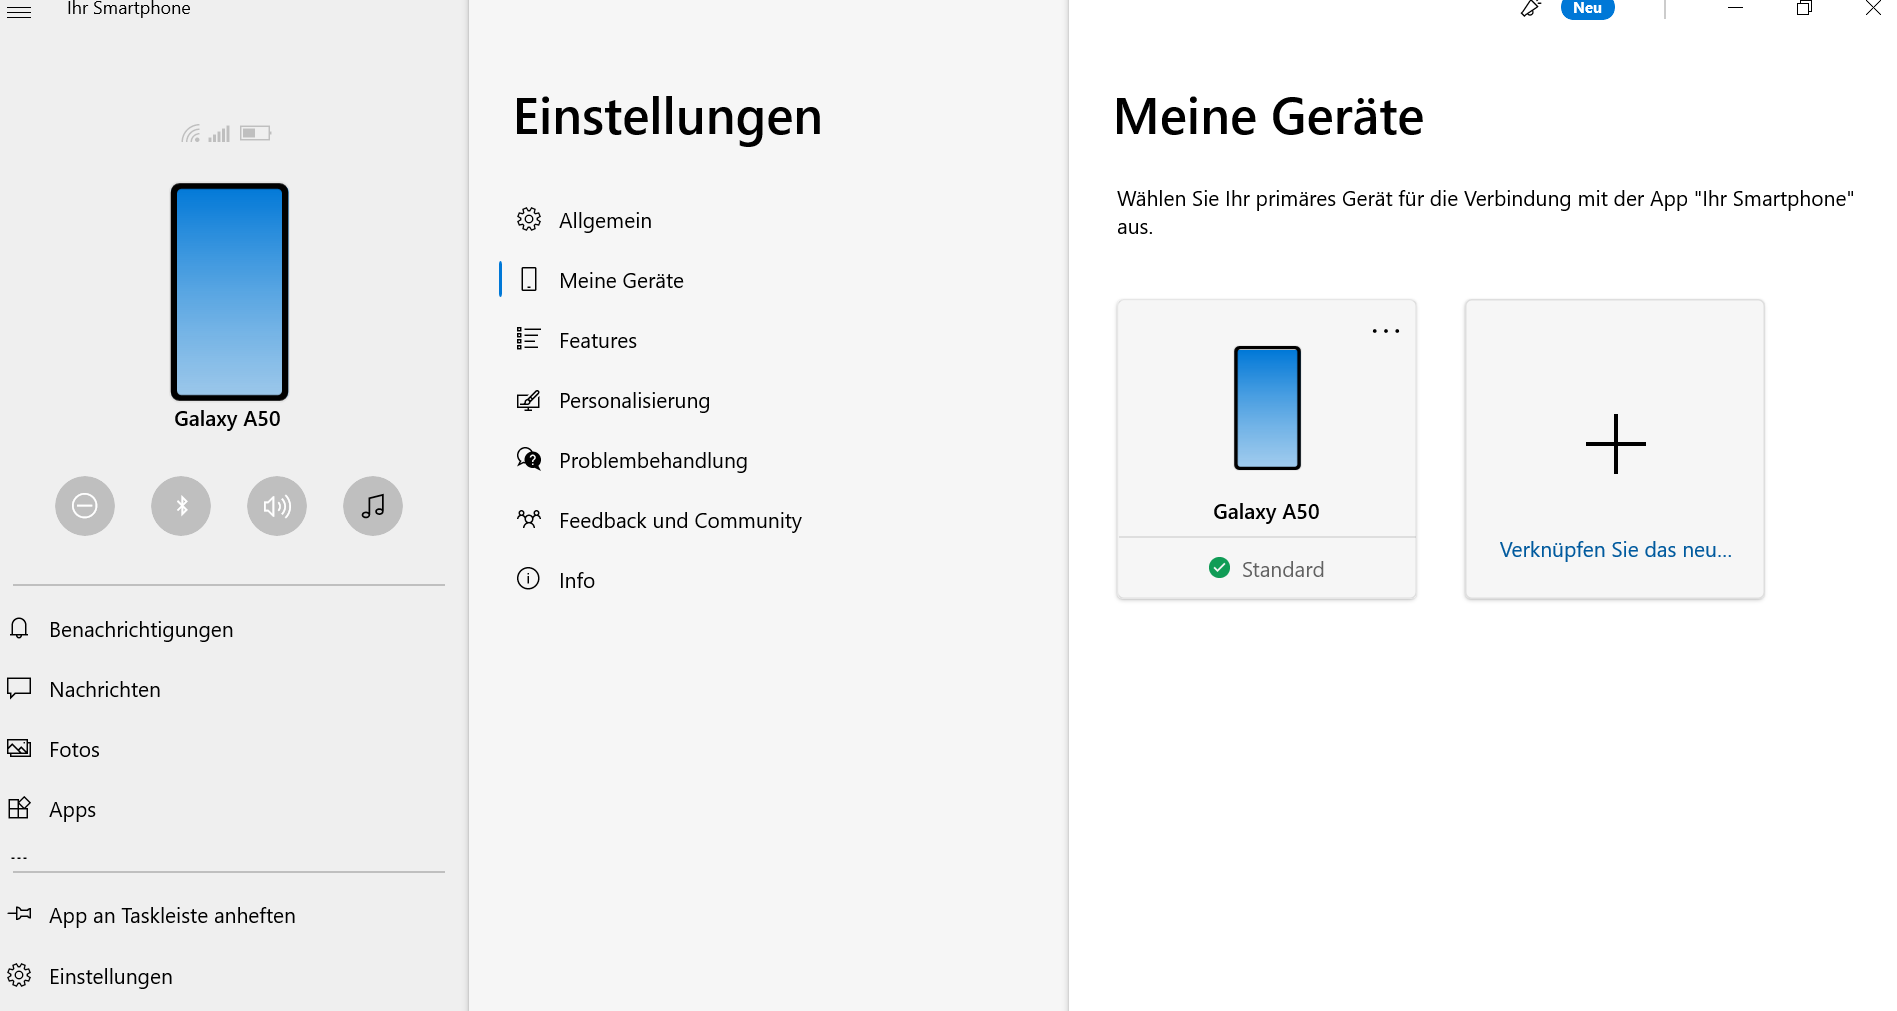 Ihr Smartphone
Galaxy A50
Benachrichtigungen
Nachrichten
Fotos
Apps
...
App an Taskleiste anheften
Einstellungen
Einstellungen
Allgemein
Meine Geräte
Features
Personalisierung
Problembehandlung
Feedback und Community
Info
Neu
Meine Geräte
Wählen Sie Ihr primäres Gerät für die Verbindung mit der App "Ihr Smartphone"
aus.
Galaxy A50
Standard
Verknüpfen Sie das neu...